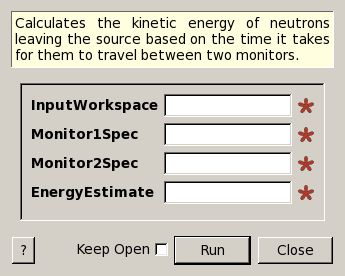 Calculates the kinetic energy of neutrons
leaving the source based on the time it takes
for them to travel between two monitors.
InputWorkspace *
Monitor1Spec *
Monitor2Spec *
EnergyEstimate *
? Keep Open Run Close